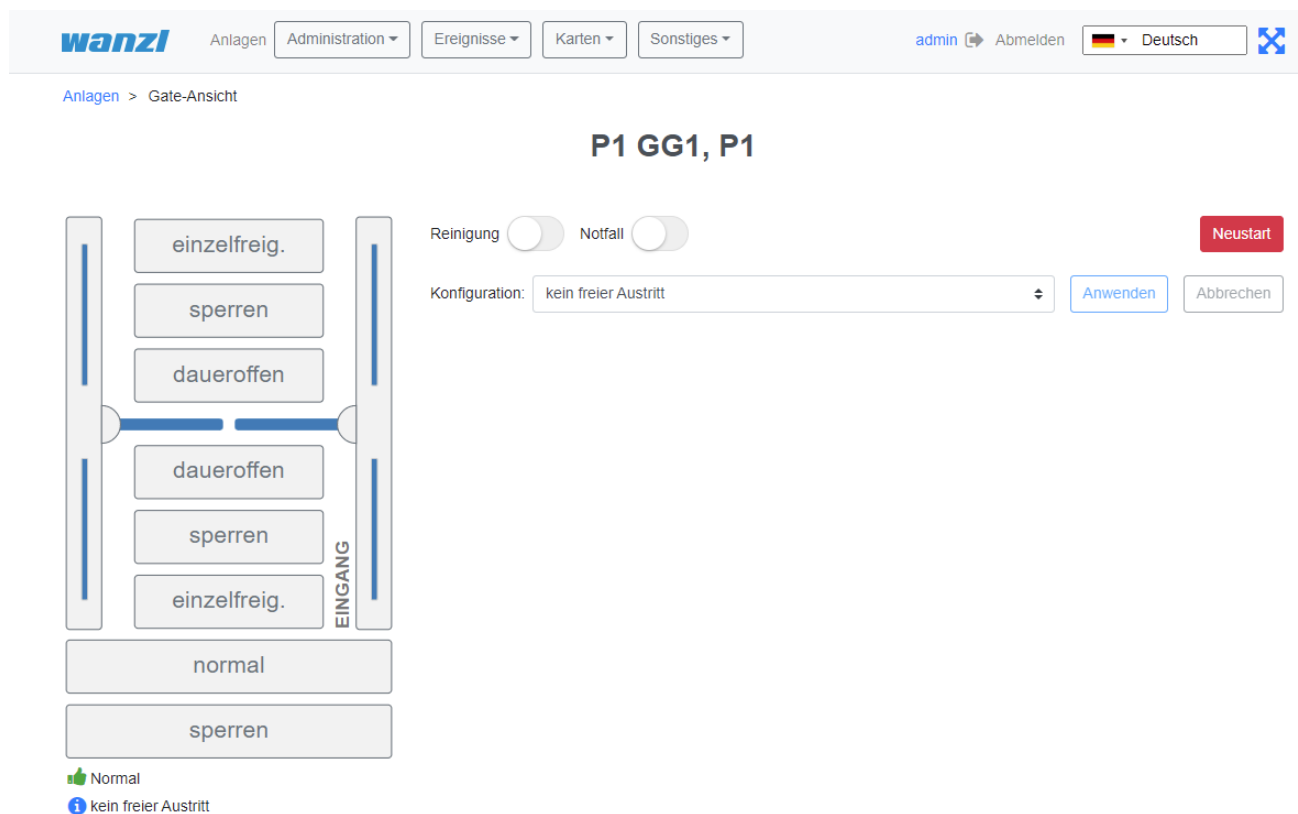 wanzl Anlagen Administration Ereignisse Karten Sonstiges admin Abmelden Deutsch
Anlagen > Gate-Ansicht
P1 GG1, P1
einzelfreig.
sperren
daueroffen
daueroffen
sperren
einzelfreig.
EINGANG
normal
sperren
Normal
kein freier Austritt
Reinigung Notfall Neustart
Konfiguration: kein freier Austritt Anwenden Abbrechen